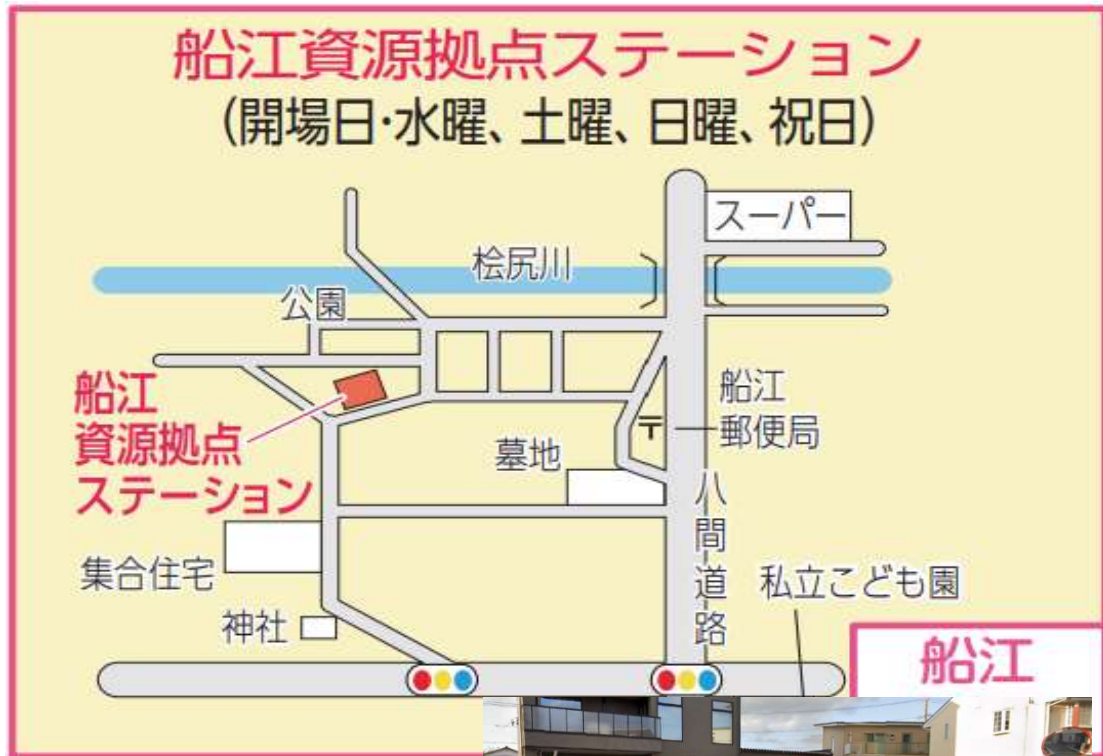 船江資源拠点ステーション
(開場日･水曜、土曜、日曜、祝日)
スーパー
桧尻川
公園
船江
資源拠点
ステーション
船江
郵便局
〒
墓地
八間道路
集合住宅
私立こども園
神社
船江